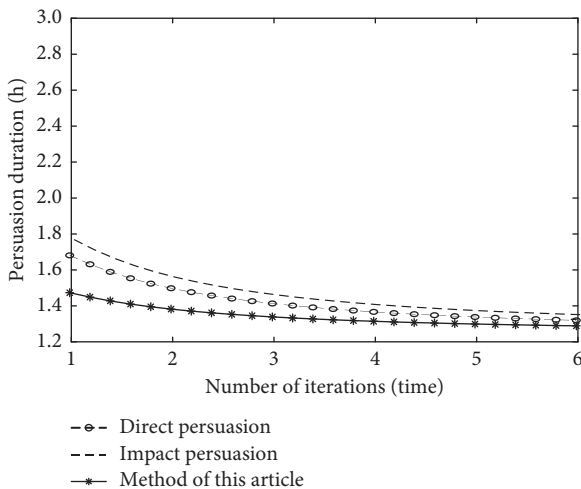 3.0
2.8
2.6
2.4
2.2
2.0
1.8
1.6
1.4
1.2
Persuasion duration (h)
1 2 3 4 5 6
Number of iterations (time)
Direct persuasion
Impact persuasion
Method of this article